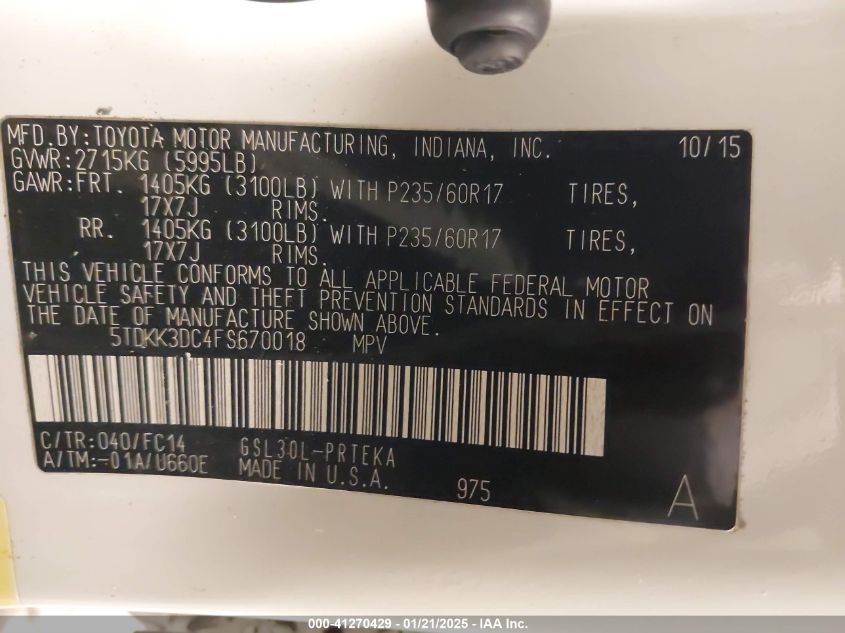 MFD.BY:TOYOTA MOTOR MANUFACTURING, INDIANA, INC. 10/15
GVWR:2715KG (5995LB)
GAWR:FRT. 1405KG (3100LB) WITH P235/60R17 TIRES,
17X7J RIMS.
RR. 1405KG (3100LB) WITH P235/60R17 TIRES,
17X7J RIMS.
THIS VEHICLE CONFORMS TO ALL APPLICABLE FEDERAL MOTOR
VEHICLE SAFETY AND THEFT PREVENTION STANDARDS IN EFFECT ON
THE DATE OF MANUFACTURE SHOWN ABOVE.
5TDKK3DC4FS670018 MPV
C/TR:040/FC14 GSL30L-PRTEKA
A/TM:-01A/U660E MADE IN U.S.A.
975 A
000-41270429 - 01/21/2025 - IAA Inc.